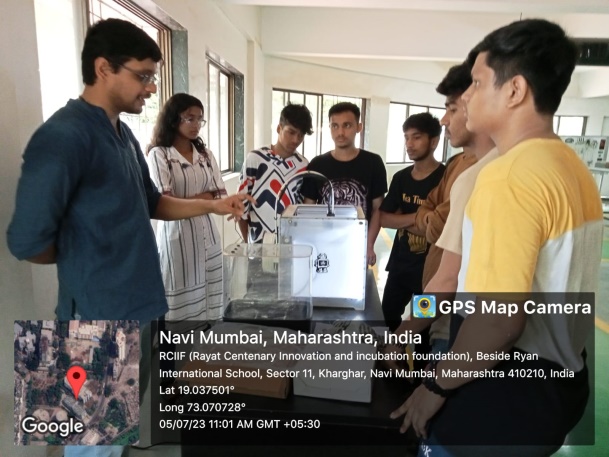 GPS Map Camera
Navi Mumbai, Maharashtra, India
RCIIF (Rayat Centenary Innovation and incubation foundation), Beside Ryan
International School, Sector 11, Kharghar, Navi Mumbai, Maharashtra 410210, India
Lat 19.037501°
Long 73.070728°
05/07/23 11:01 AM GMT +05:30
Google